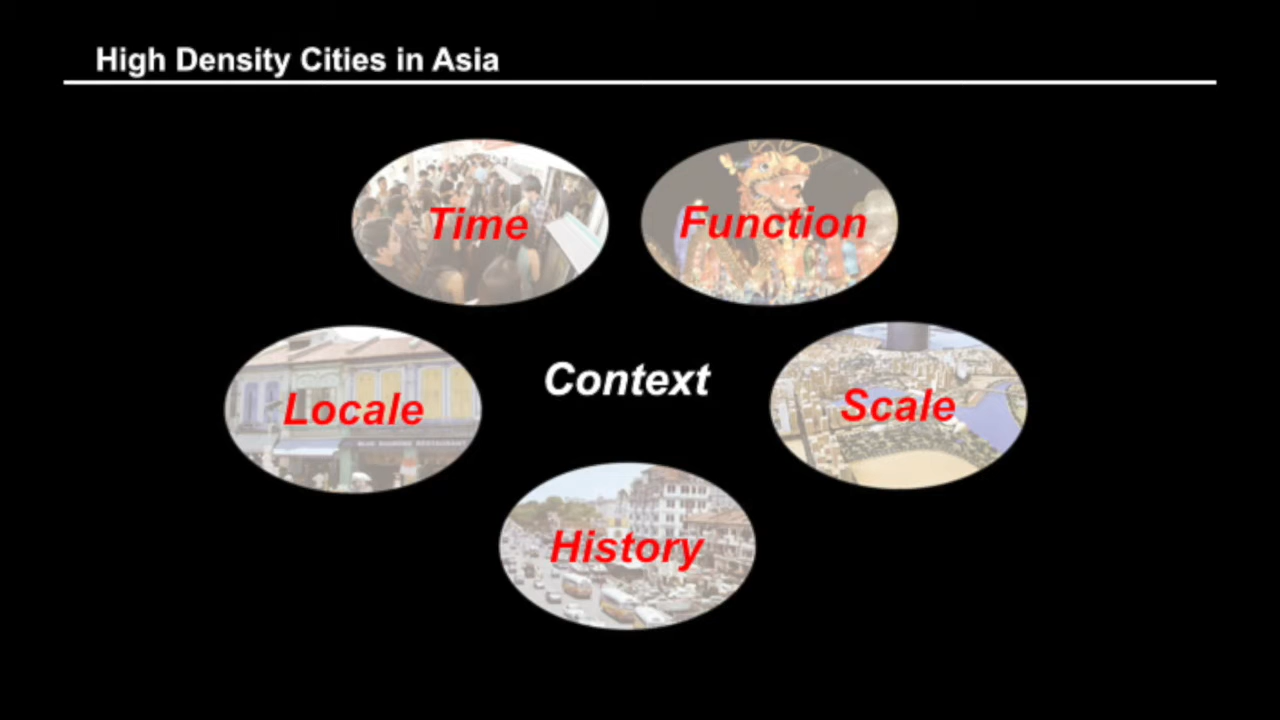 High Density Cities in Asia
Time
Function
Locale
Context
Scale
History